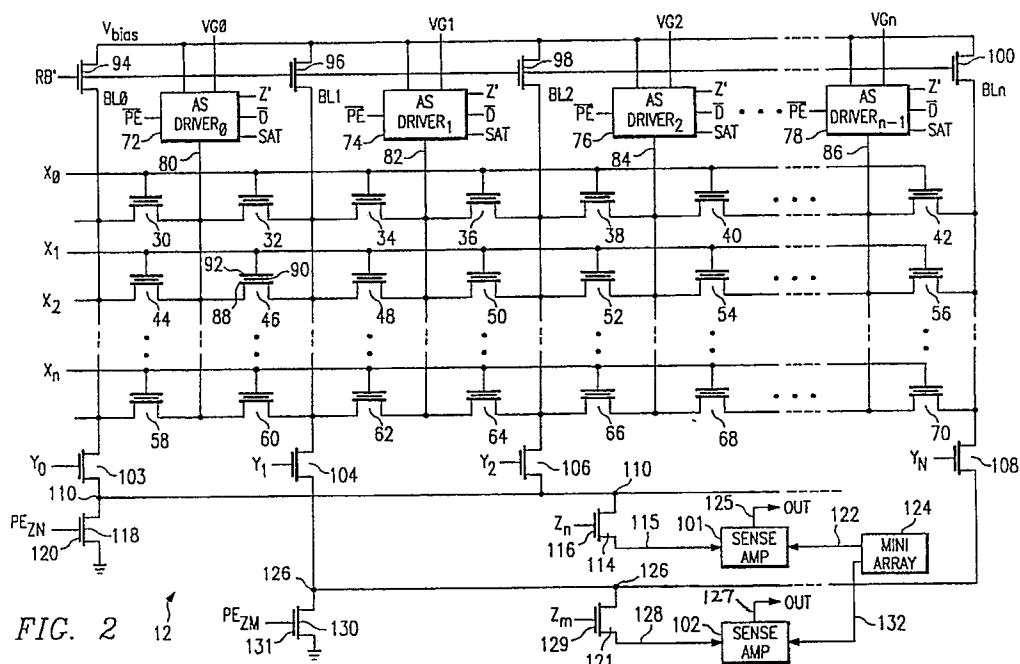 VG0 VG1 VG2 VGn
Vbias
94 96 98 100
RB'
BL0 BL1 BL2 BLn
AS DRIVER0 AS DRIVER1 AS DRIVER2 AS DRIVERn-1
Z' Z' Z' Z'
P̅E̅ P̅E̅ P̅E̅ P̅E̅
D̅ D̅ D̅ D̅
SAT SAT SAT SAT
72 74 76 78
80 82 84 86
X0
30 32 34 36 38 40 42
X1
92 90
88
X2
44 46 48 50 52 54 56
Xn
58 60 62 64 66 68 70
Y0 103 Y1 104 Y2 106 YN 108
110 110
PEZN 118
120
Zn
116 114 115
101 SENSE AMP
125 OUT
122 124
MINI ARRAY
126 126
PEZM 130
131
Zm
129 121 128
102 SENSE AMP
127 OUT
132
FIG. 2 12